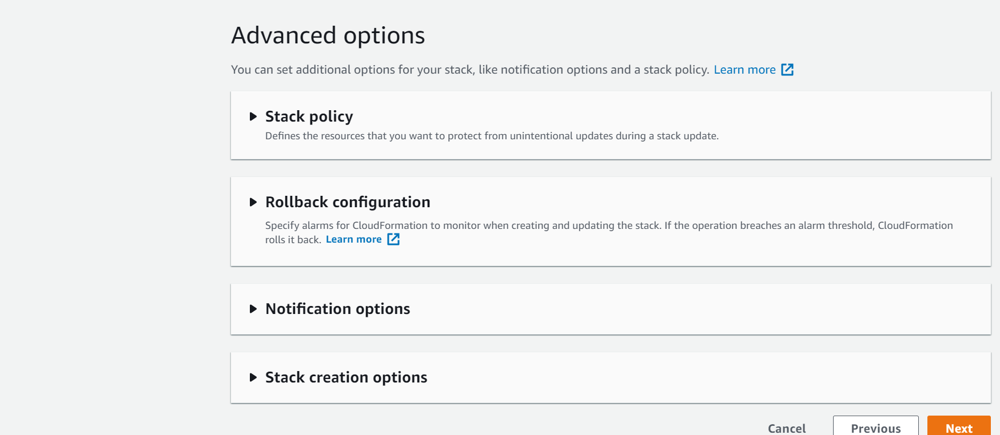 Advanced options
You can set additional options for your stack, like notification options and a stack policy. Learn more
Stack policy
Defines the resources that you want to protect from unintentional updates during a stack update.
Rollback configuration
Specify alarms for CloudFormation to monitor when creating and updating the stack. If the operation breaches an alarm threshold, CloudFormation
rolls it back. Learn more
Notification options
Stack creation options
Cancel Previous Next